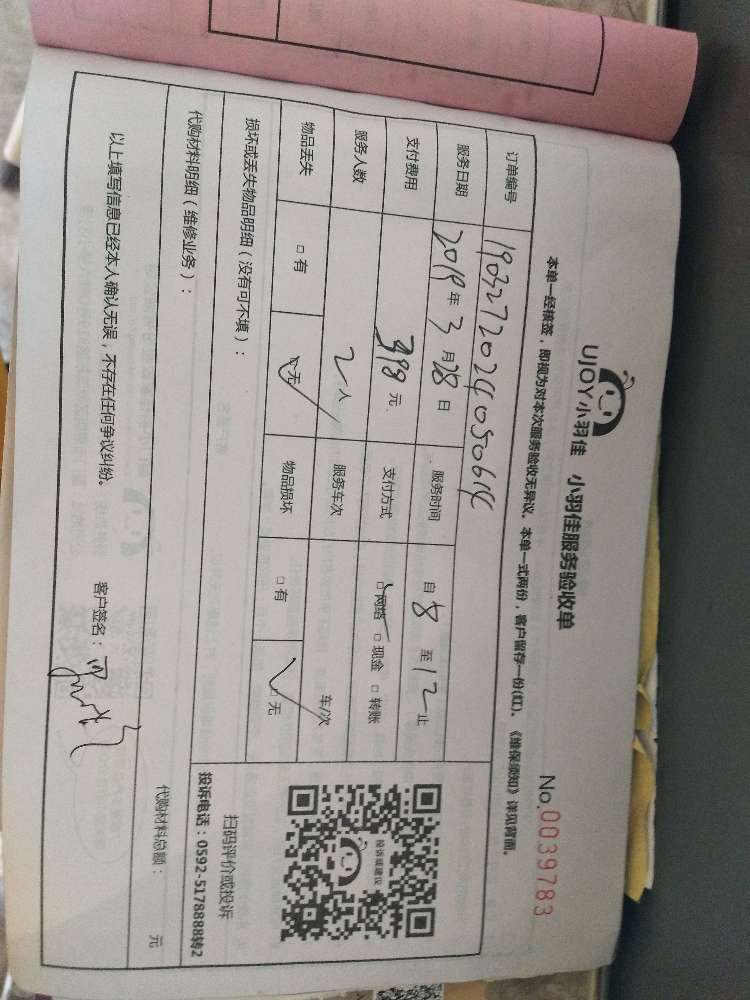 UJOY小羽佳 小羽佳服务验收单
No.0039783
本单一经核签，即视为对本次服务验收无异议。本单一式两份，客户留存一份(红)。《维保须知》详见背面。
订单编号 190327202405061C
服务日期 2019年3月28日 服务时间 自8至12止
支付费用 398元 支付方式 □网络 □现金 □转账
服务人数 2人 服务车次 车/次
物品丢失 □有 □无 物品损坏 □有 □无
投诉或建议
扫码评价或投诉
投诉电话：0592-5178888转2
损坏或丢失物品明细（没有可不填）：
代购材料明细（维修业务）：
代购材料总额： 元
以上填写信息已经本人确认无误，不存在任何争议纠纷。 客户签名：